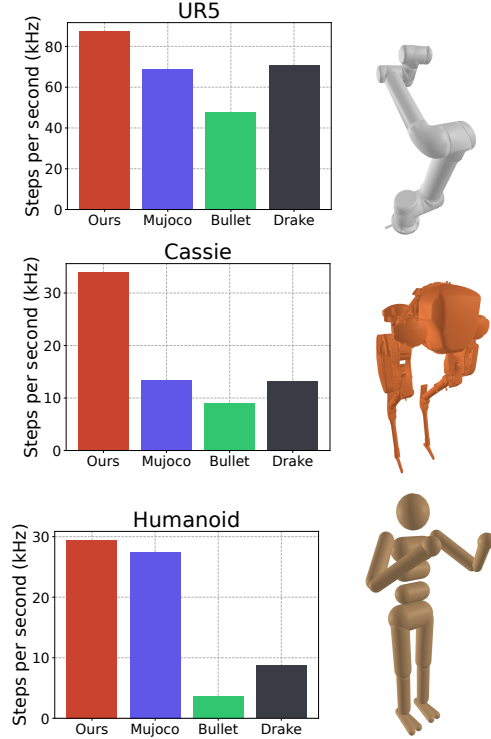 UR5
Steps per second (kHz)
80
60
40
20
0
Ours Mujoco Bullet Drake
Cassie
Steps per second (kHz)
30
20
10
0
Ours Mujoco Bullet Drake
Humanoid
Steps per second (kHz)
30
20
10
0
Ours Mujoco Bullet Drake